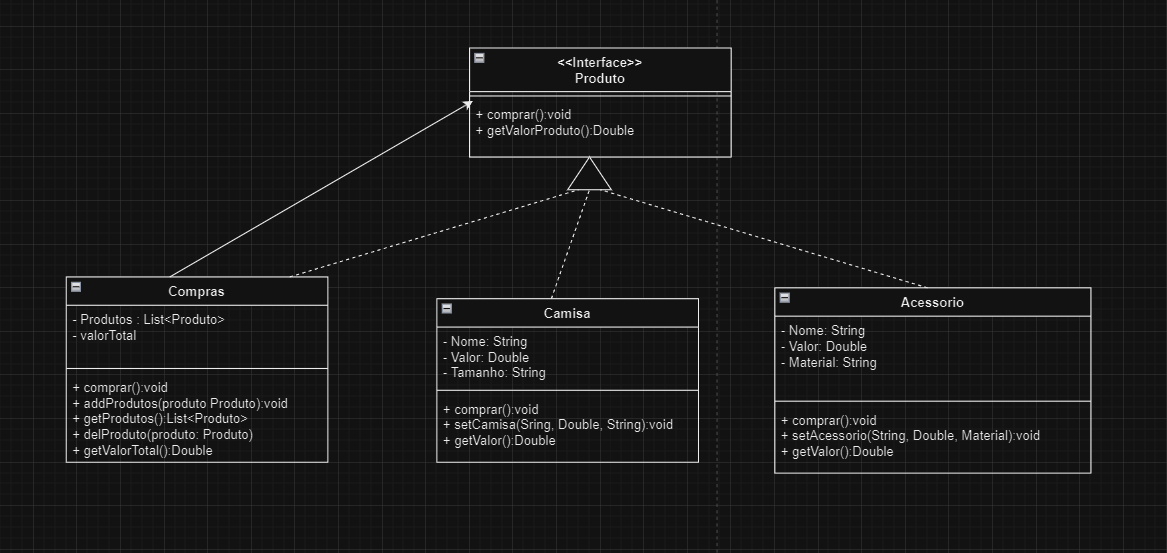 <<Interface>>
Produto
+ comprar():void
+ getValorProduto():Double
Compras
- Produtos : List<Produto>
- valorTotal
+ comprar():void
+ addProdutos(produto Produto):void
+ getProdutos():List<Produto>
+ delProduto(produto: Produto)
+ getValorTotal():Double
Camisa
- Nome: String
- Valor: Double
- Tamanho: String
+ comprar():void
+ setCamisa(Sring, Double, String):void
+ getValor():Double
Acessorio
- Nome: String
- Valor: Double
- Material: String
+ comprar():void
+ setAcessorio(String, Double, Material):void
+ getValor():Double